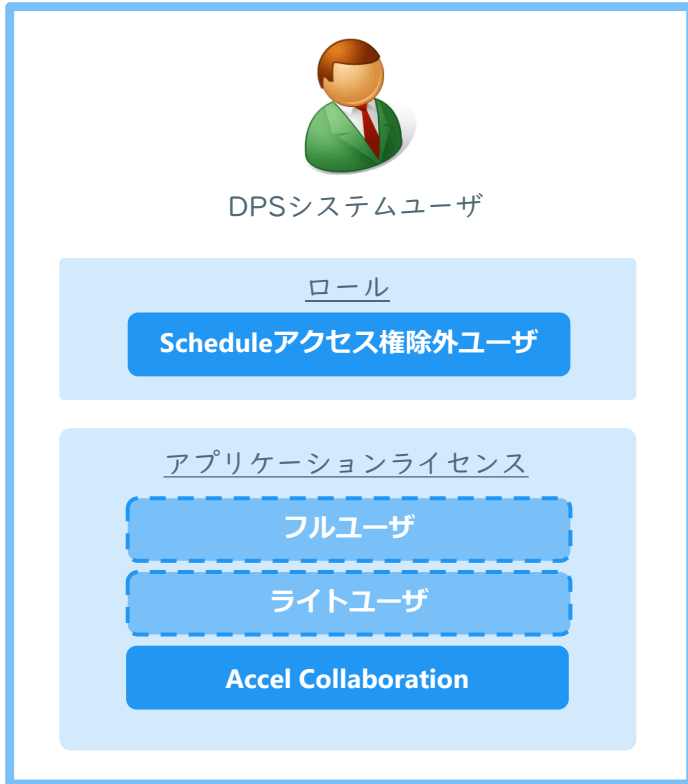 DPSシステムユーザ
ロール
Scheduleアクセス権除外ユーザ
アプリケーションライセンス
フルユーザ
ライトユーザ
Accel Collaboration